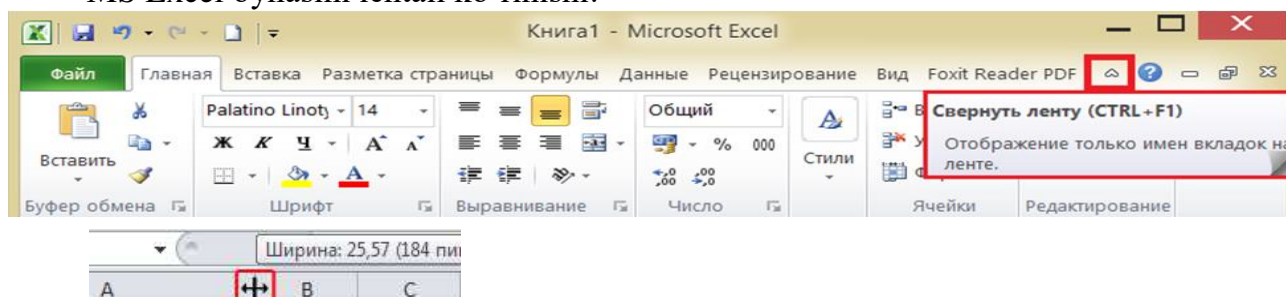 Книга1 - Microsoft Excel
Файл Главная Вставка Разметка страницы Формулы Данные Рецензирование Вид Foxit Reader PDF
Palatino Linoty 14 Общий
Свернуть ленту (CTRL+F1)
Ж К Ч A A % 000
Вставить Стили
Отображение только имен вкладок на
ленте.
A ,00 ,0
Буфер обмена Шрифт Выравнивание Число Ячейки Редактирование
Ширина: 25,57 (184
A B C